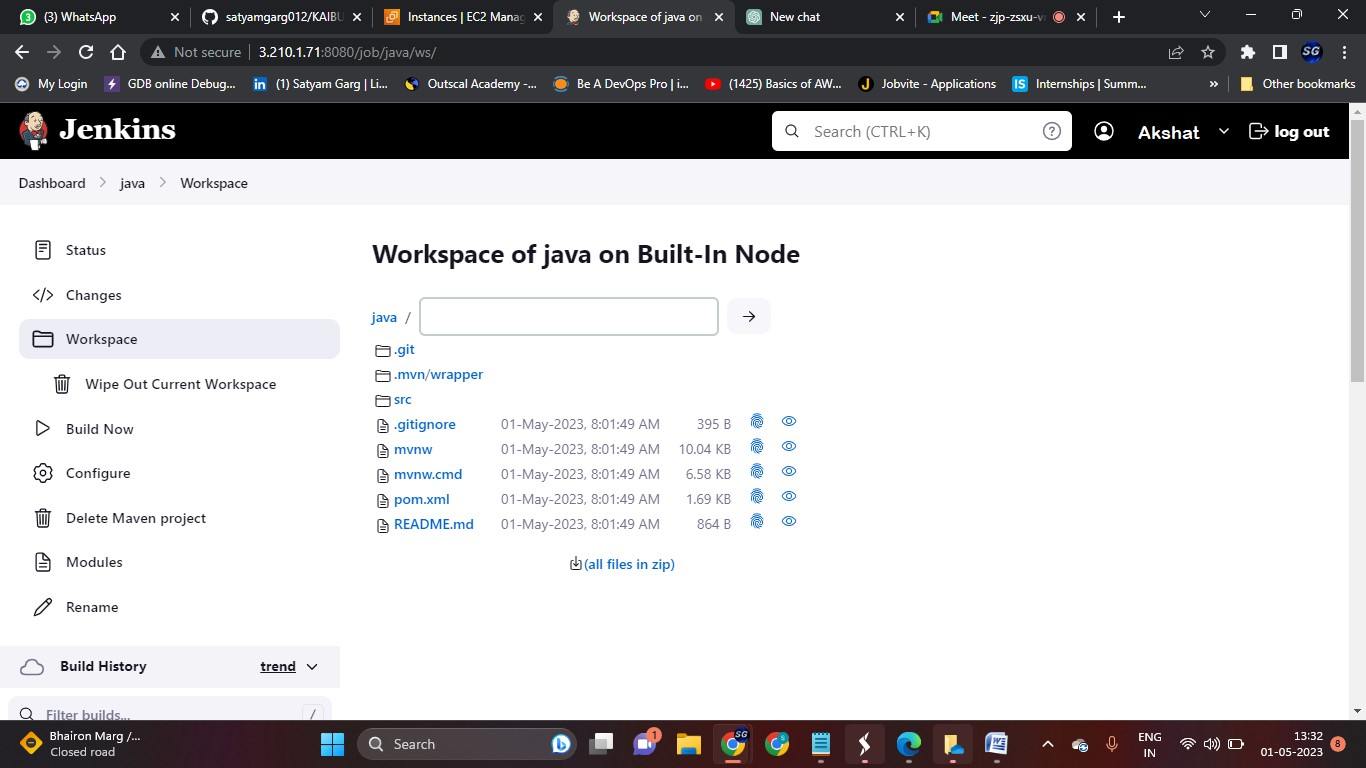 (3) WhatsApp
satyamgarg012/KAIBU
Instances | EC2 Manag
Workspace of java on
New chat
Meet - zjp-zsxu-v
Not secure
3.210.1.71:8080/job/java/ws/
SG
My Login
GDB online Debug...
(1) Satyam Garg | Li...
Outscal Academy -...
Be A DevOps Pro | i...
(1425) Basics of AW...
Jobvite - Applications
Internships | Summ...
»
Other bookmarks
Jenkins
Search (CTRL+K)
Akshat
log out
Dashboard > java > Workspace
Status
Changes
Workspace
Wipe Out Current Workspace
Build Now
Configure
Delete Maven project
Modules
Rename
Build History
trend
Filter builds...
/
Workspace of java on Built-In Node
java /
.git
.mvn/wrapper
src
.gitignore 01-May-2023, 8:01:49 AM 395 B
mvnw 01-May-2023, 8:01:49 AM 10.04 KB
mvnw.cmd 01-May-2023, 8:01:49 AM 6.58 KB
pom.xml 01-May-2023, 8:01:49 AM 1.69 KB
README.md 01-May-2023, 8:01:49 AM 864 B
(all files in zip)
Bhairon Marg /...
Closed road
Search
1
SG
ENG
IN
13:32
01-05-2023
8